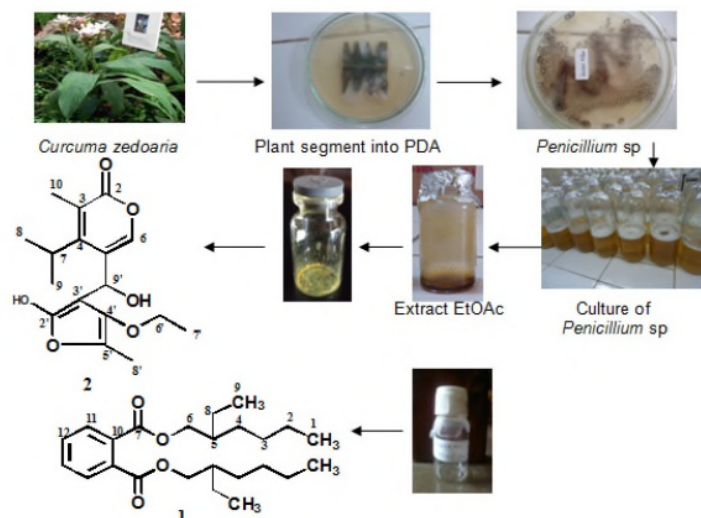 Curcuma zedoaria
Plant segment into PDA
Penicillium sp
Extract EtOAc
Culture of
Penicillium sp
O
10
3
2
O
8
4
6
7
9
9'
OH
HO
3'
2'
4'
O
6'
7'
O
5'
8'
2
9
CH3
8
11
O
6
4
2
1
12
10
7
O
5
3
CH3
O
CH3
O
CH3
1